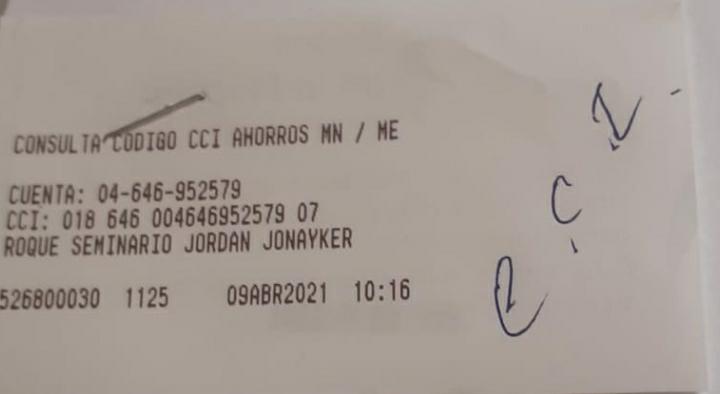 CONSULTA CODIGO CCI AHORROS MN / ME
CUENTA: 04-646-952579
CCI: 018 646 004646952579 07
ROQUE SEMINARIO JORDAN JONAYKER
526800030 1125 09ABR2021 10:16